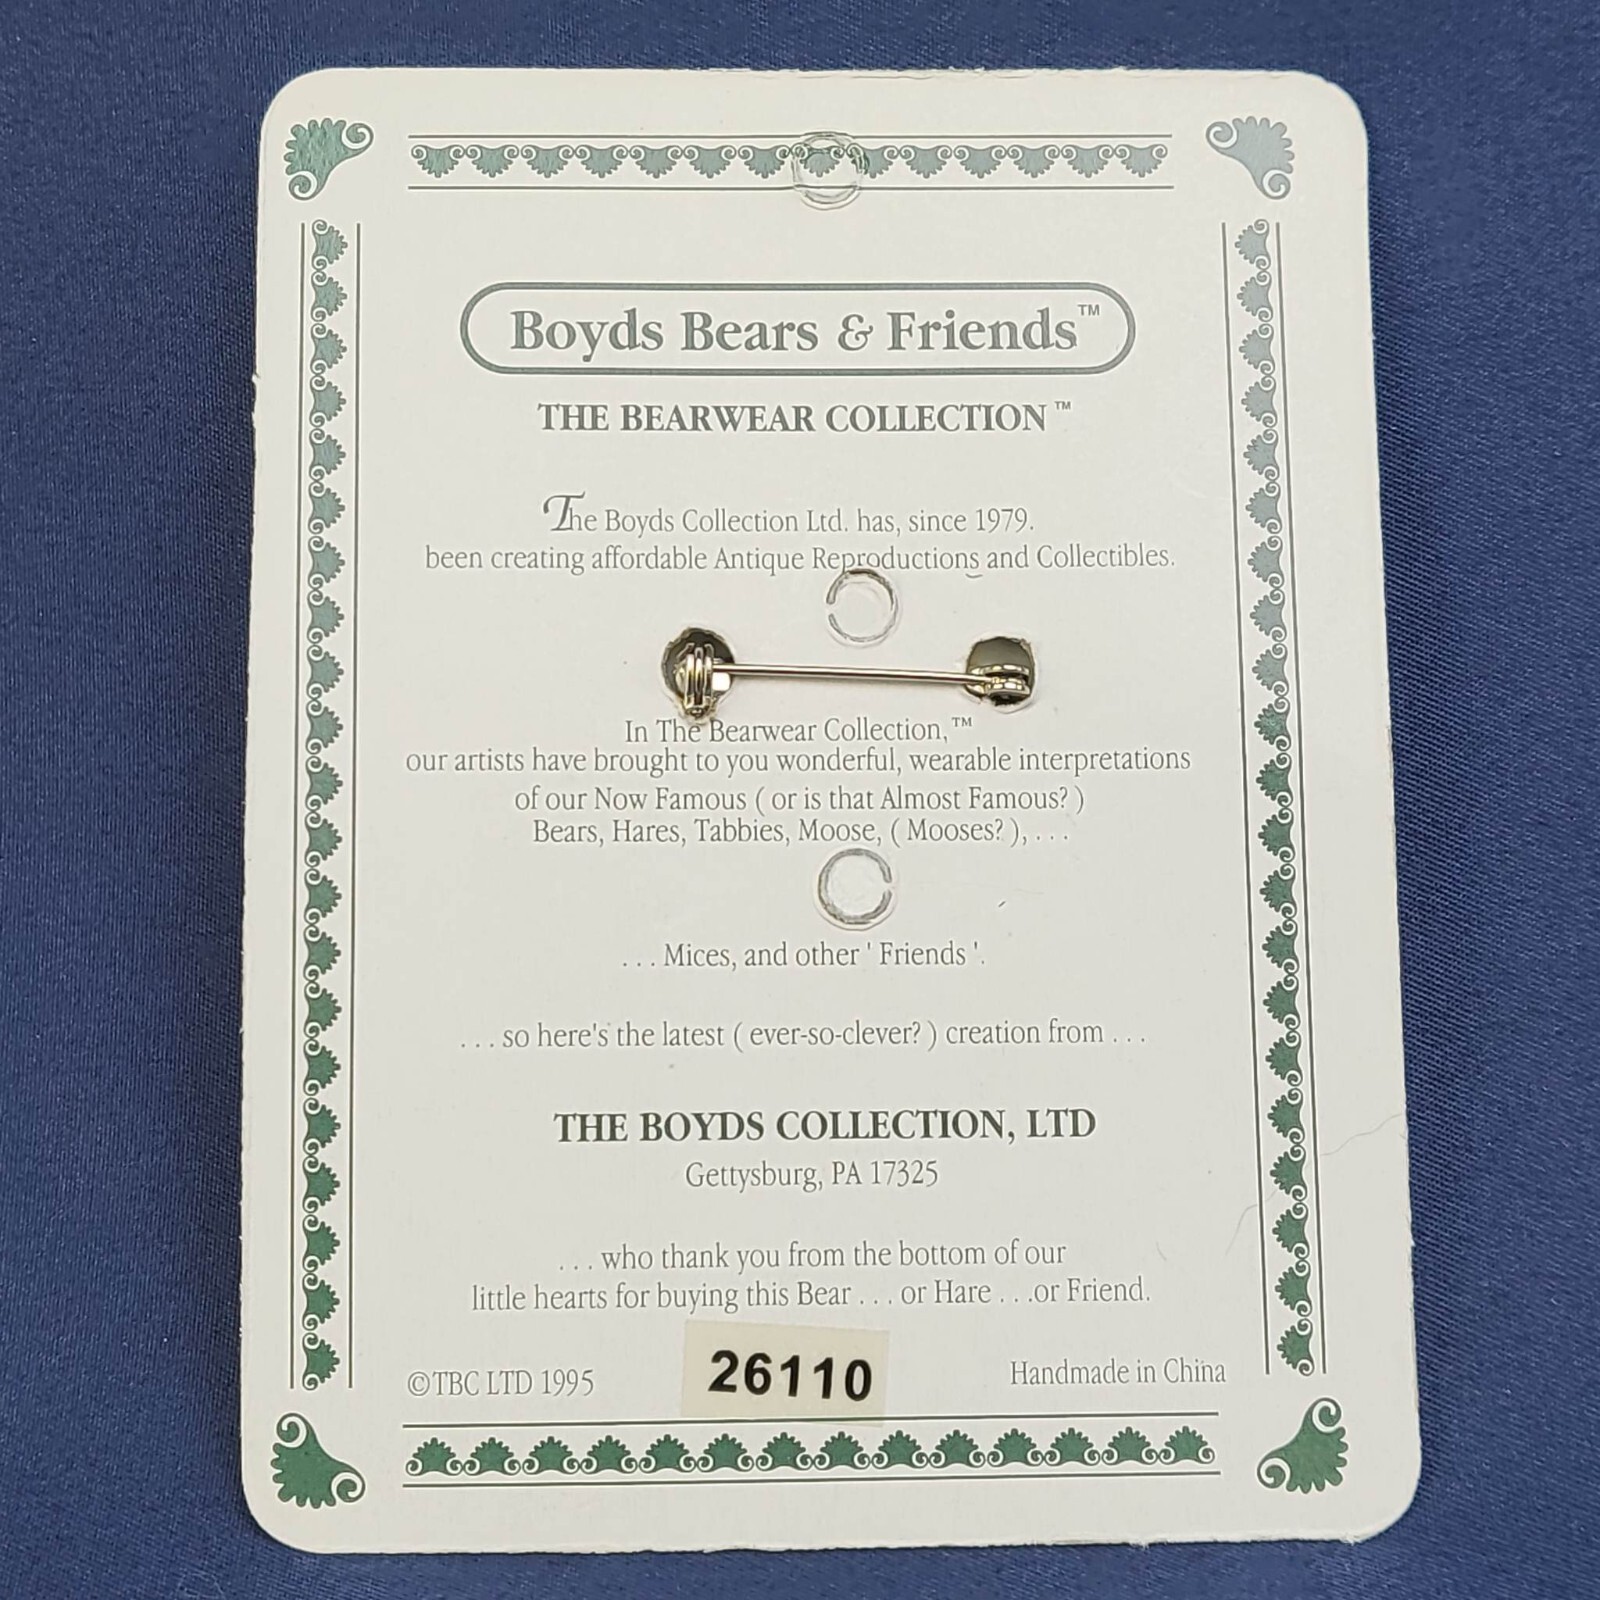 Boyds Bears & Friends™
THE BEARWEAR COLLECTION™
The Boyds Collection Ltd. has, since 1979.
been creating affordable Antique Reproductions and Collectibles.
In The Bearwear Collection,™
our artists have brought to you wonderful, wearable interpretations
of our Now Famous ( or is that Almost Famous? )
Bears, Hares, Tabbies, Moose, ( Mooses? ), . . .
. . . Mices, and other ' Friends '.
. . . so here's the latest ( ever-so-clever? ) creation from . . .
THE BOYDS COLLECTION, LTD
Gettysburg, PA 17325
. . . who thank you from the bottom of our
little hearts for buying this Bear . . . or Hare . . .or Friend.
©TBC LTD 1995
26110
Handmade in China